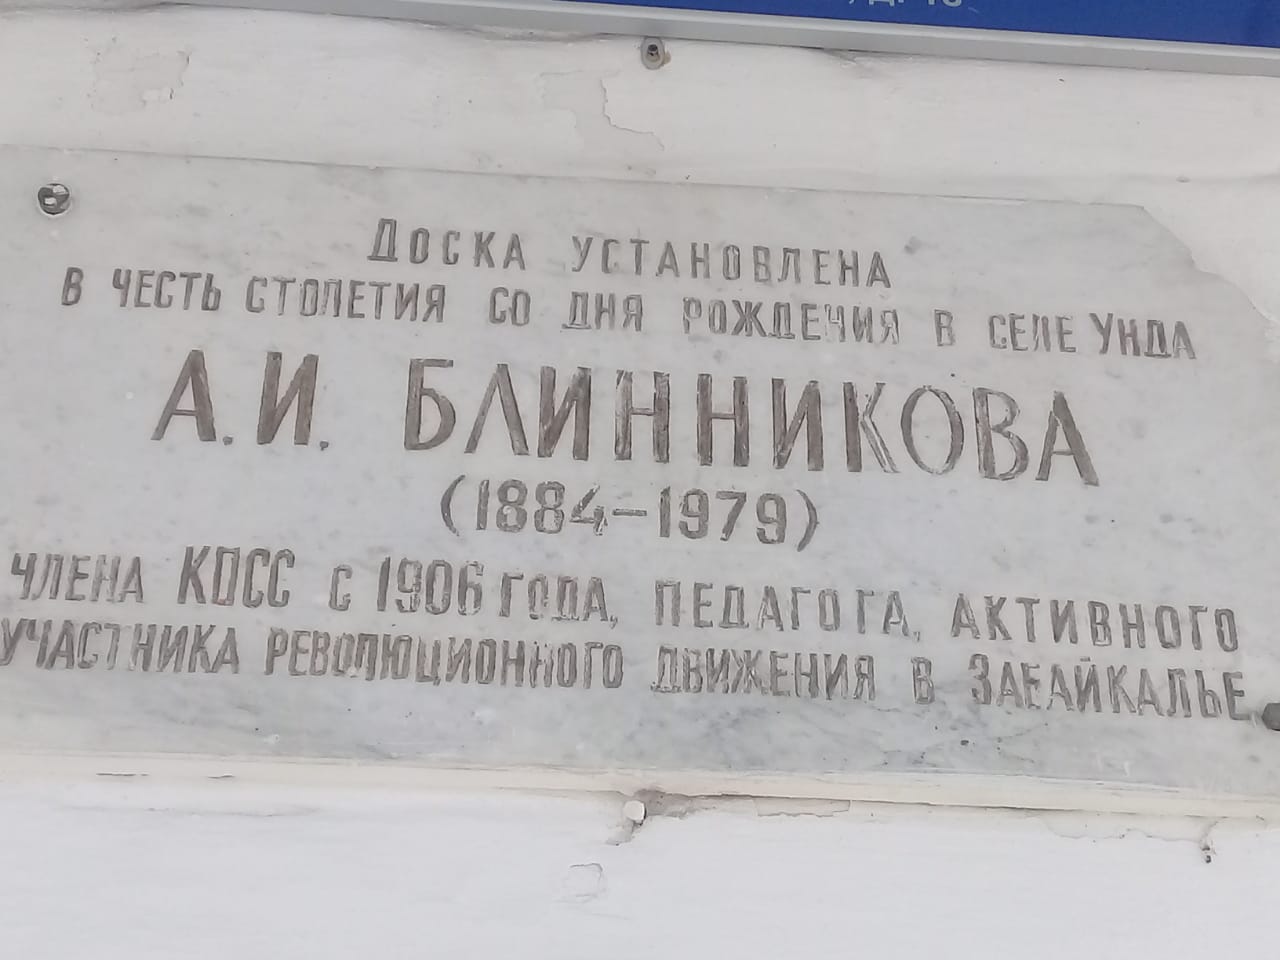 Доска установлена
в честь столетия со дня рождения в селе Унда
А.И. БЛИННИКОВА
(1884–1979)
члена КПСС с 1906 года, педагога, активного
участника революционного движения в Забайкалье